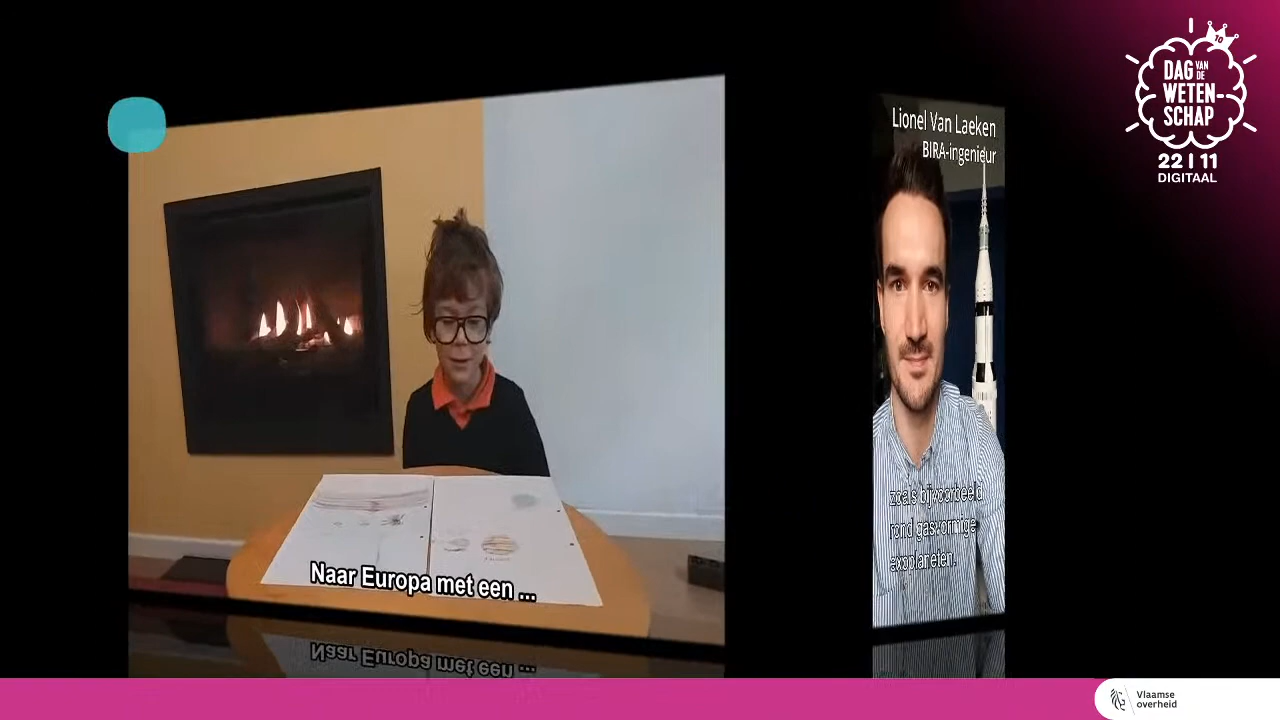 DAG VAN DE
WETEN-
SCHAP
22 | 11
DIGITAAL
Lionel Van Laeken
BIRA-ingenieur
zoals bijvoorbeeld
rond gasvormige
exoplaneten.
Naar Europa met een ...
Vlaamse
overheid